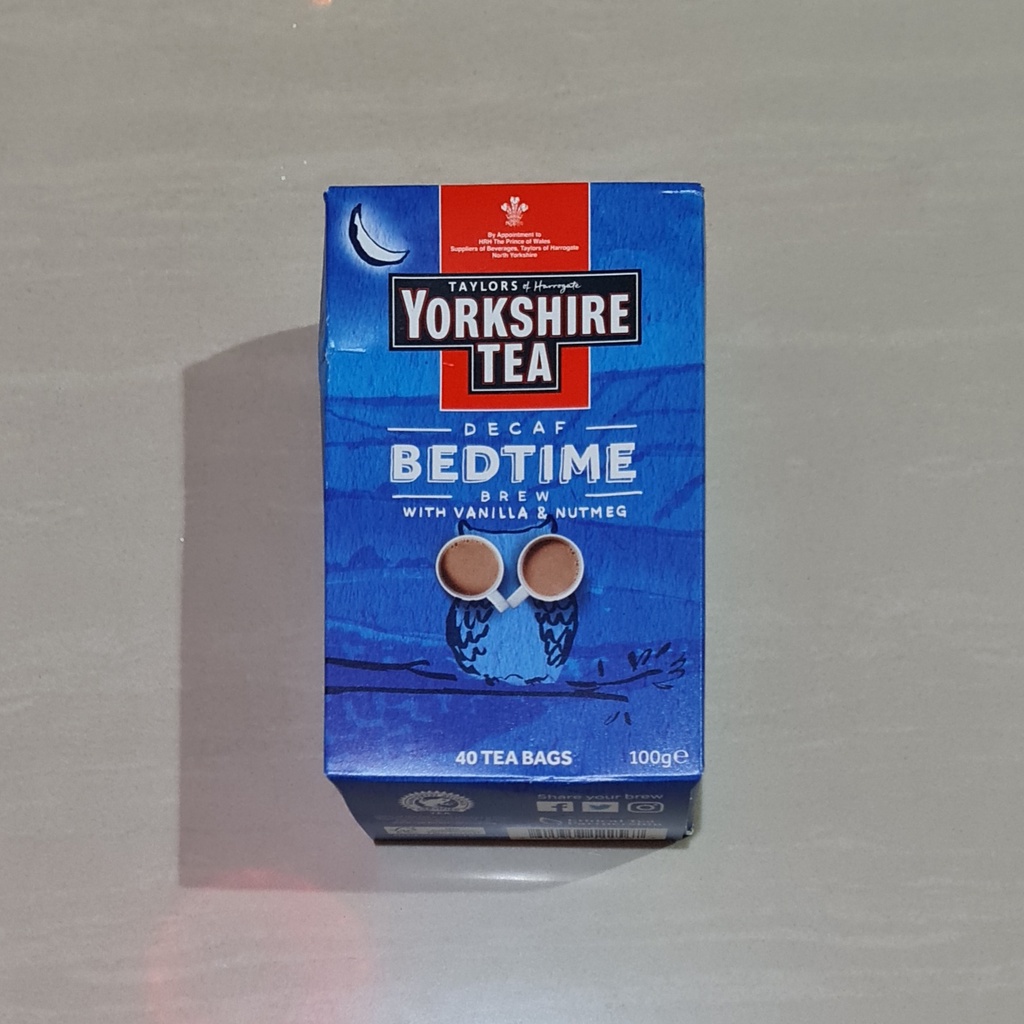 By Appointment to
HRH The Prince of Wales
Suppliers of Beverages, Taylors of Harrogate
North Yorkshire
TAYLORS of Harrogate
YORKSHIRE
TEA
DECAF
BEDTIME
BREW
WITH VANILLA & NUTMEG
40 TEA BAGS 100g℮
Share your brew